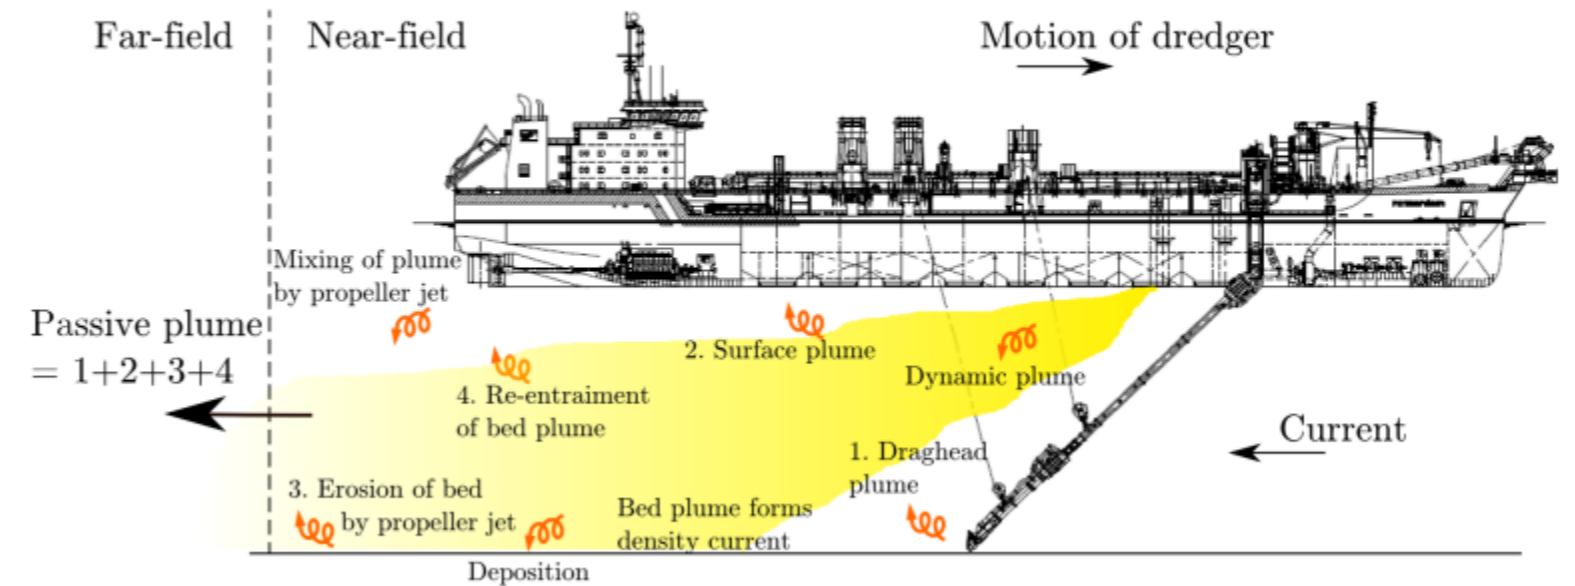 Far-field
Near-field
Motion of dredger
Mixing of plume
by propeller jet
Passive plume
= 1+2+3+4
2. Surface plume
Dynamic plume
4. Re-entraiment
of bed plume
Current
1. Draghead
plume
3. Erosion of bed
by propeller jet
Bed plume forms
density current
Deposition